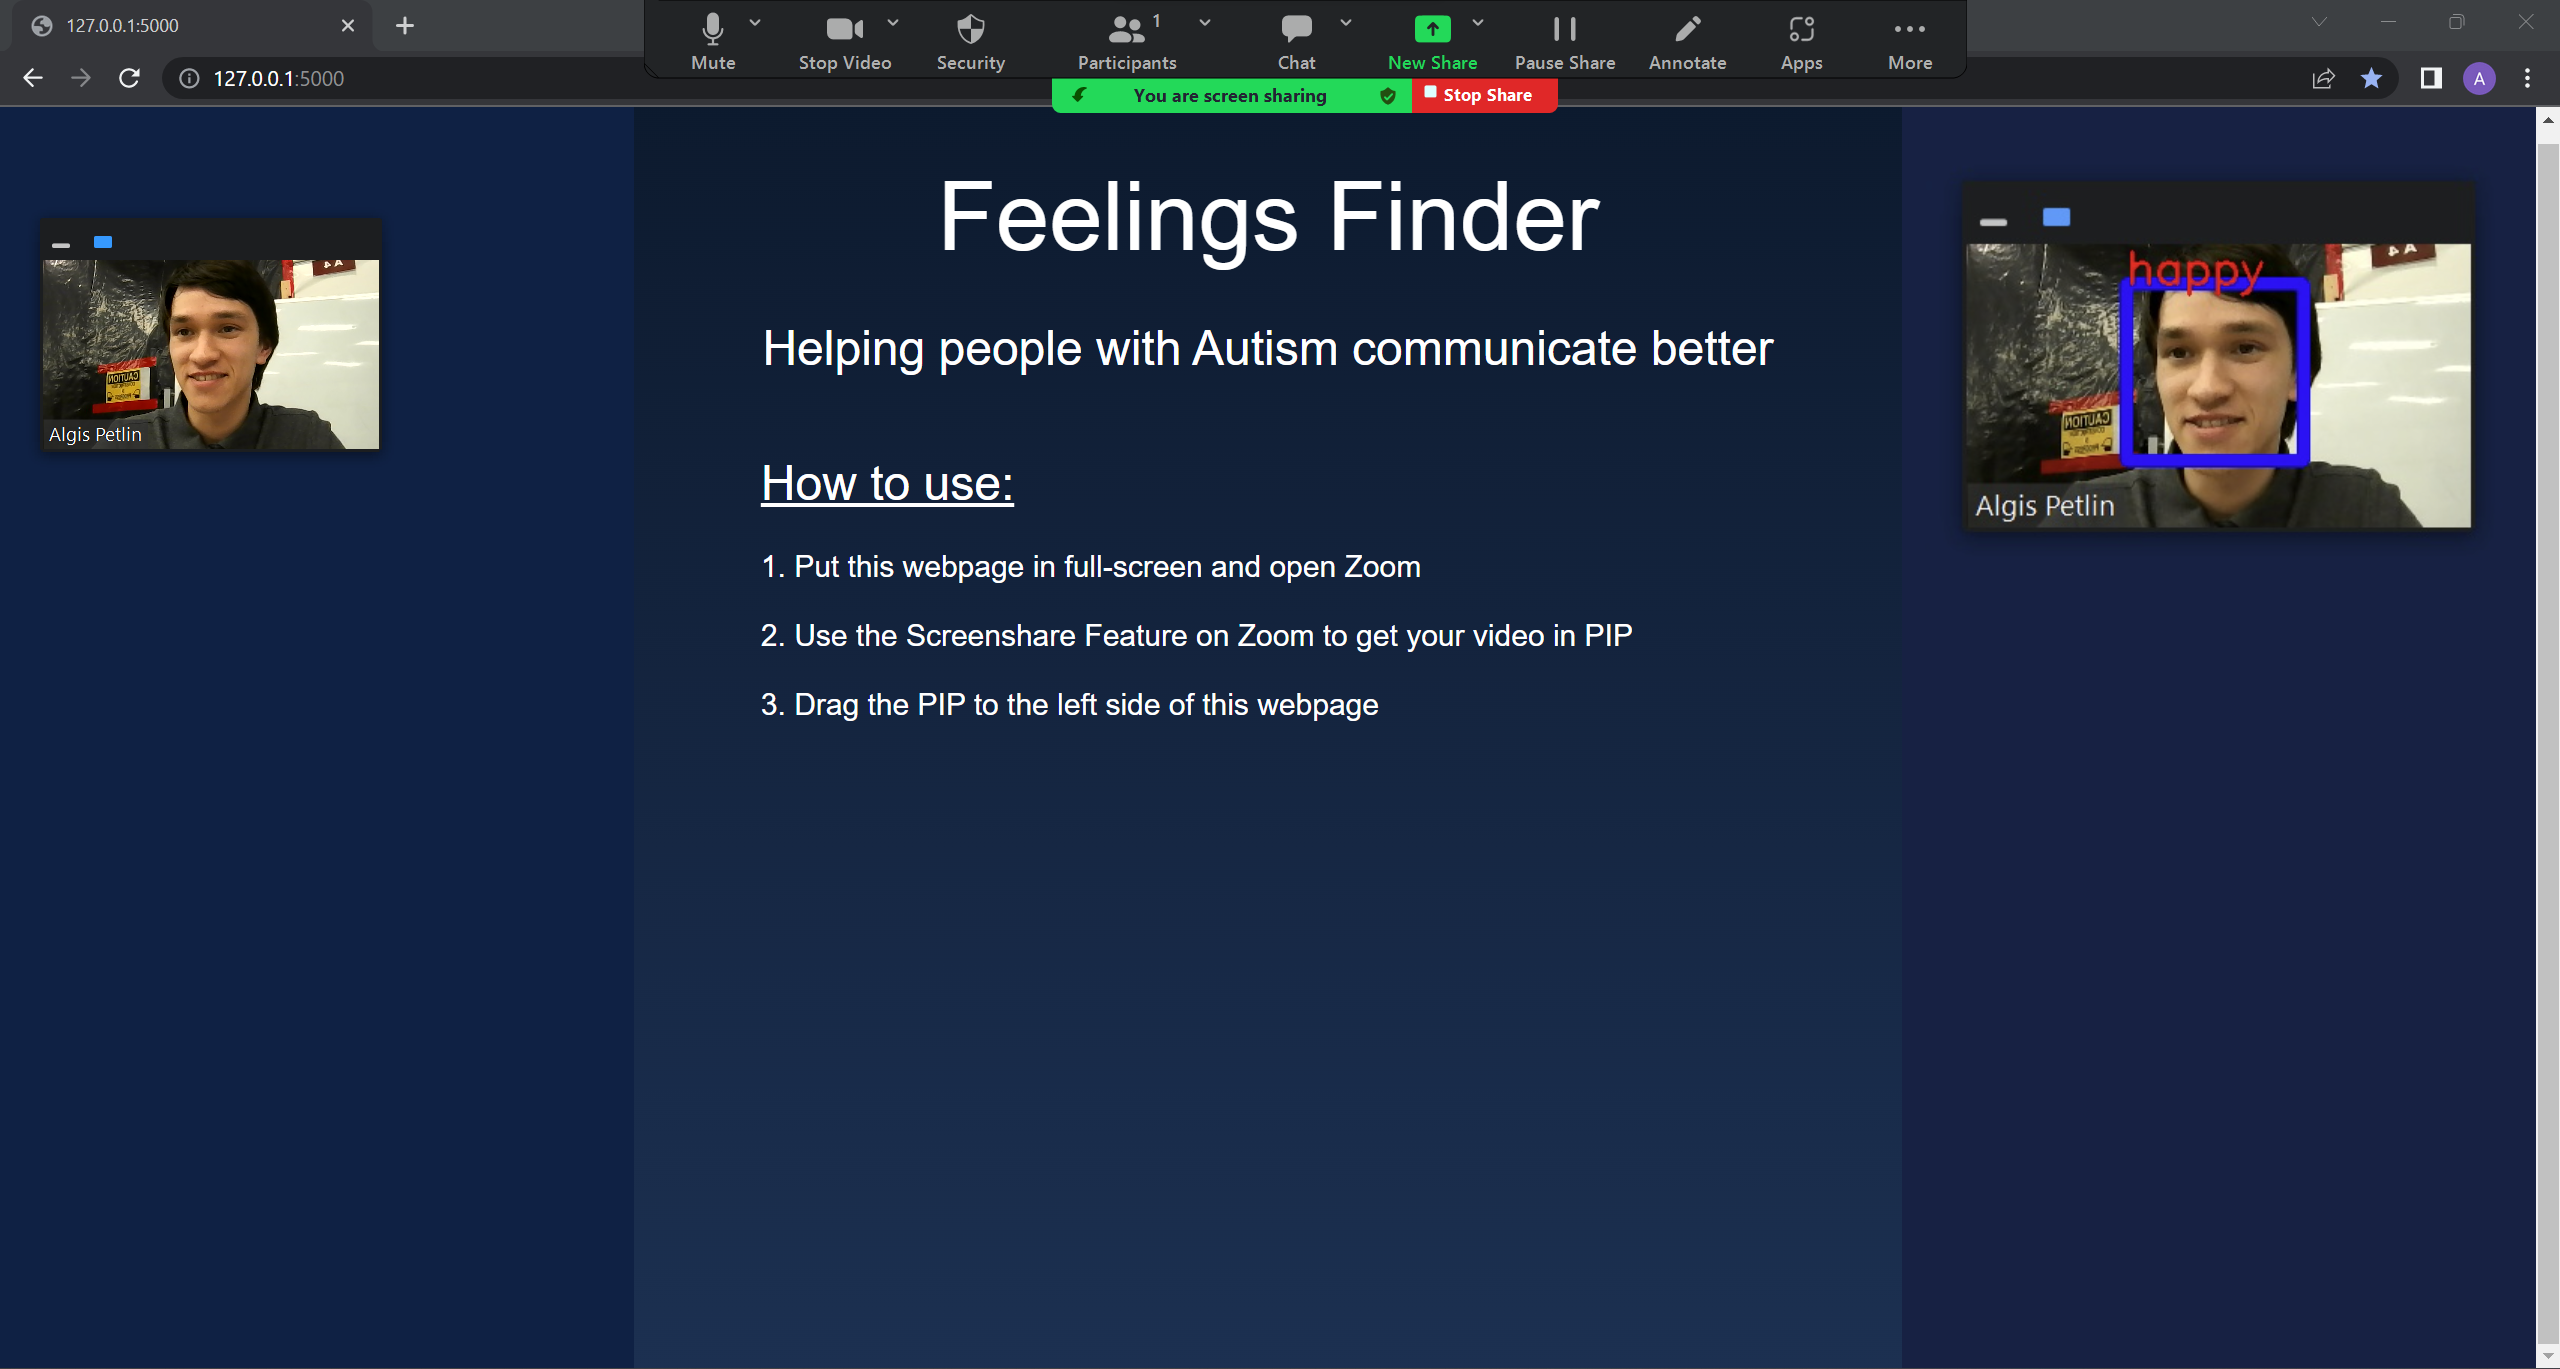 127.0.0.1:5000
Mute
Stop Video
Security
Participants
1
Chat
New Share
Pause Share
Annotate
Apps
More
127.0.0.1:5000
A
You are screen sharing
Stop Share
Feelings Finder
Helping people with Autism communicate better
How to use:
1. Put this webpage in full-screen and open Zoom
2. Use the Screenshare Feature on Zoom to get your video in PIP
3. Drag the PIP to the left side of this webpage
A4
CAUTION
Algis Petlin
A4
happy
CAUTION
Algis Petlin